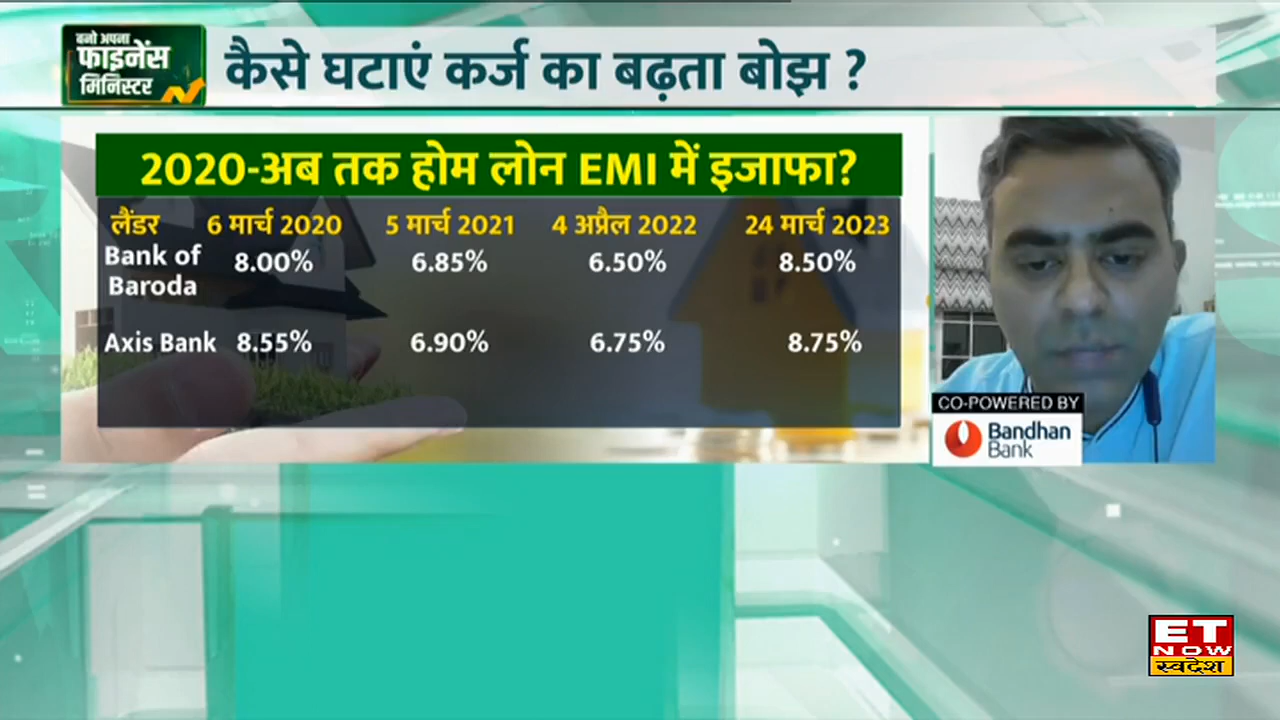 बनो अपना
फाइनेंस
मिनिस्टर
कैसे घटाएं कर्ज का बढ़ता बोझ ?
2020-अब तक होम लोन EMI में इजाफा?
लैंडर 6 मार्च 2020 5 मार्च 2021 4 अप्रैल 2022 24 मार्च 2023
Bank of Baroda 8.00% 6.85% 6.50% 8.50%
Axis Bank 8.55% 6.90% 6.75% 8.75%
CO-POWERED BY
Bandhan
Bank
ET
NOW
स्वदेश